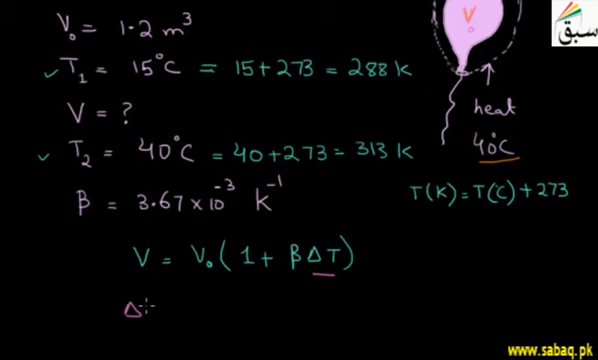 V₀ = 1.2 m³
✓ T₁ = 15°C = 15 + 273 = 288 K
V = ?
✓ T₂ = 40°C = 40 + 273 = 313 K
β = 3.67 × 10⁻³ K⁻¹
V = V₀ ( 1 + β Δ T )
Δ
V₀
سبق
heat
40°C
T(K) = T(C) + 273
www.sabaq.pk